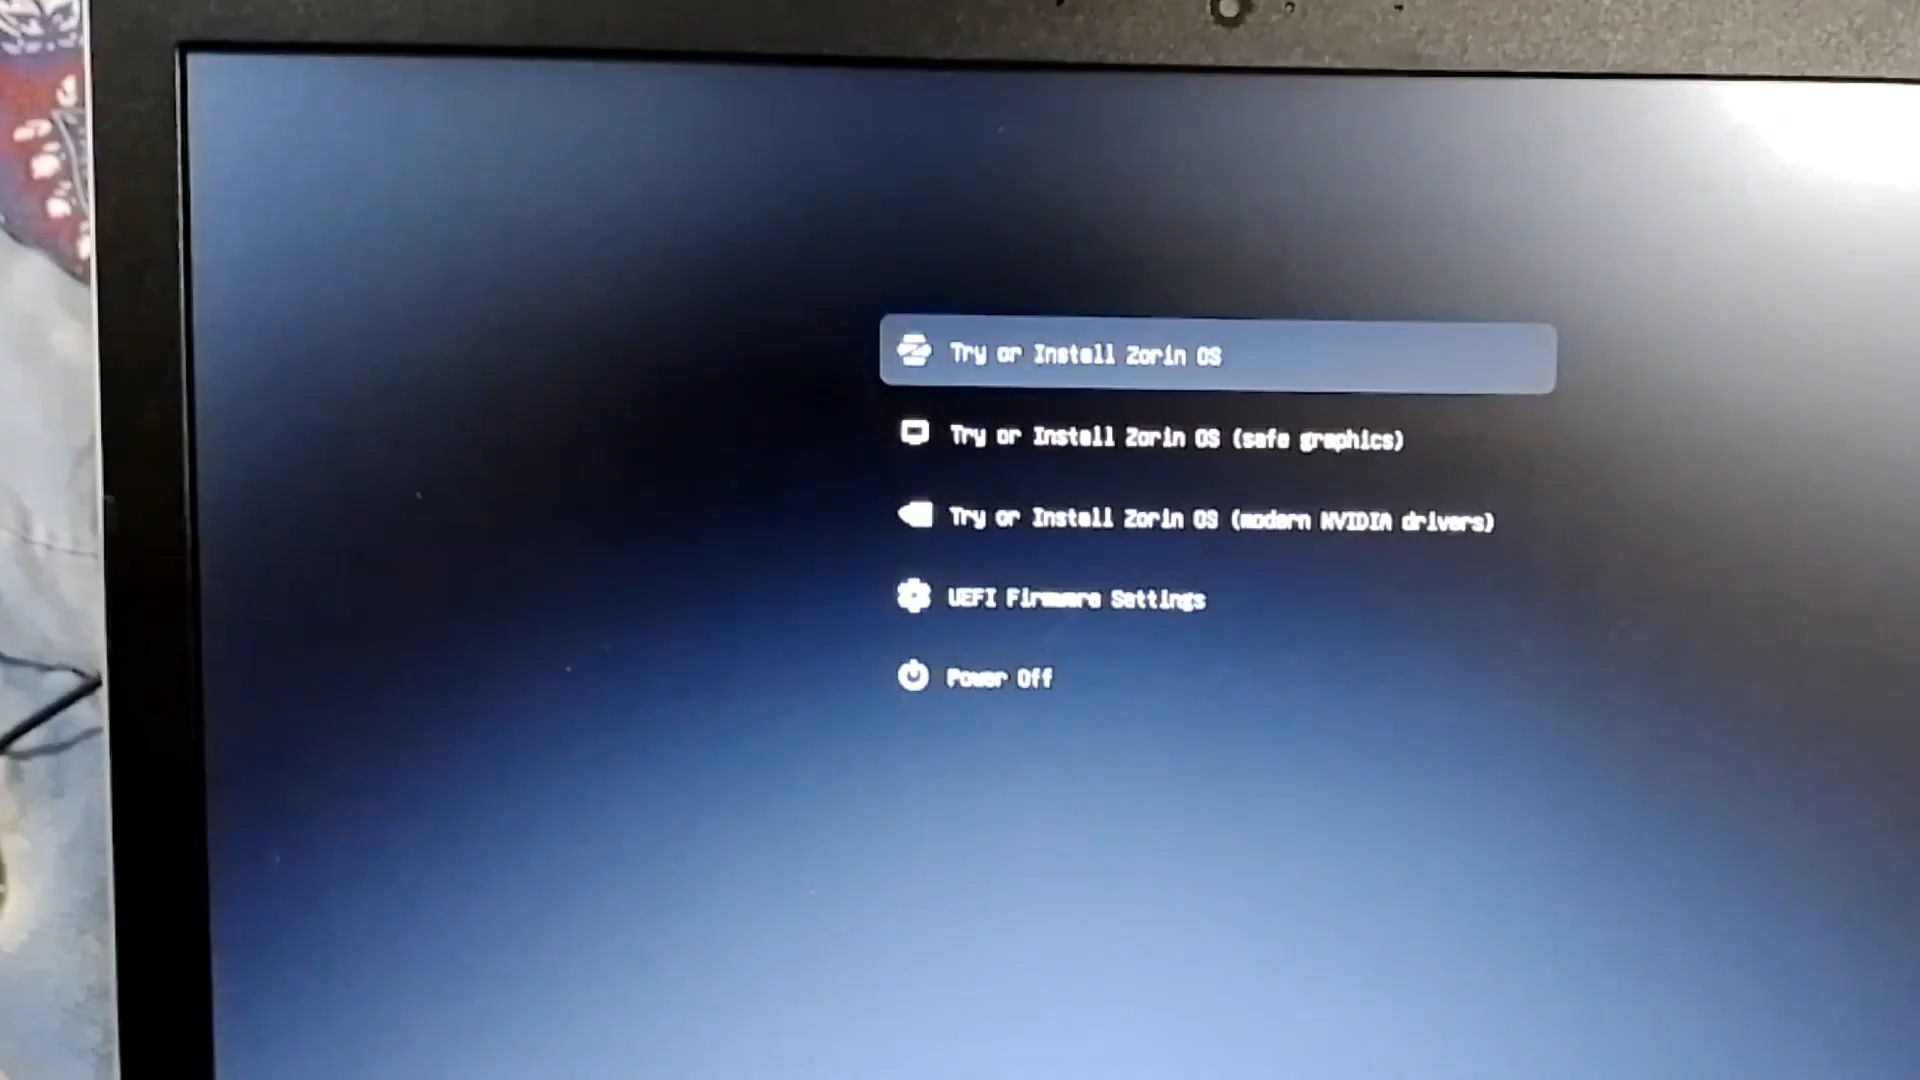 Try or Install Zorin OS
Try or Install Zorin OS (safe graphics)
Try or Install Zorin OS (modern NVIDIA drivers)
UEFI Firmware Settings
Power Off